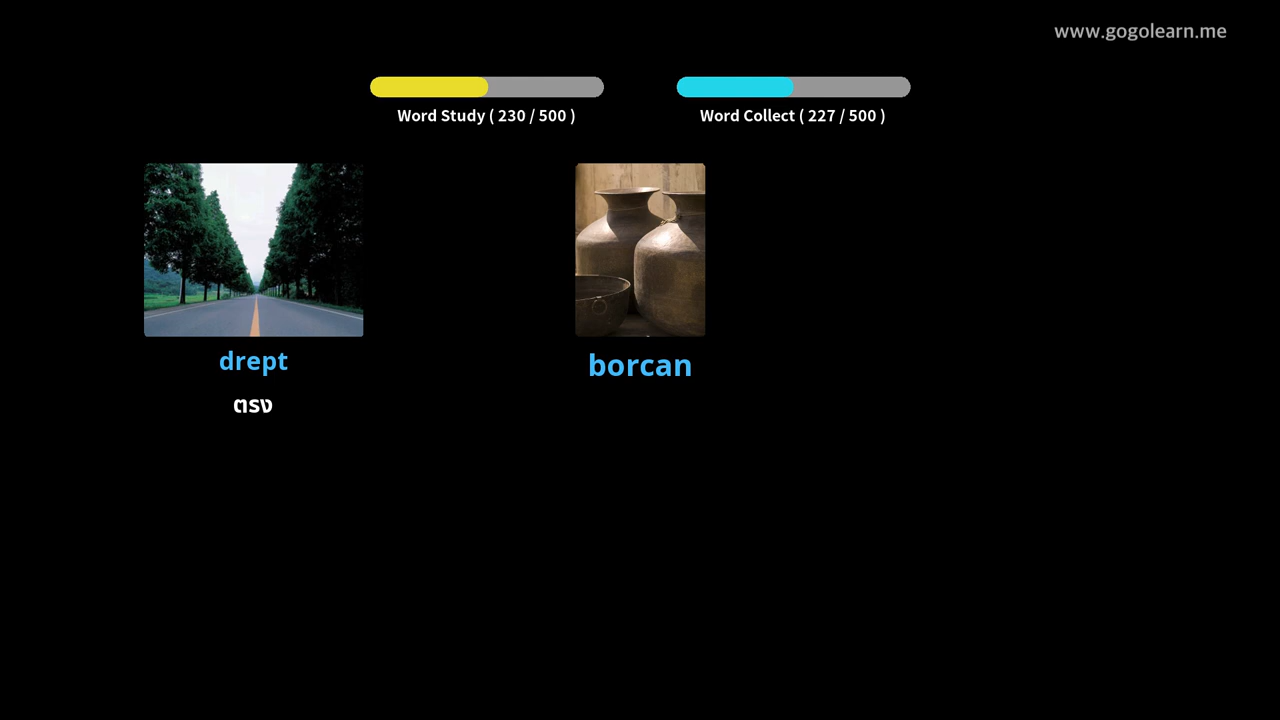 www.gogolearn.me
Word Study ( 230 / 500 )
Word Collect ( 227 / 500 )
drept
ตรง
borcan